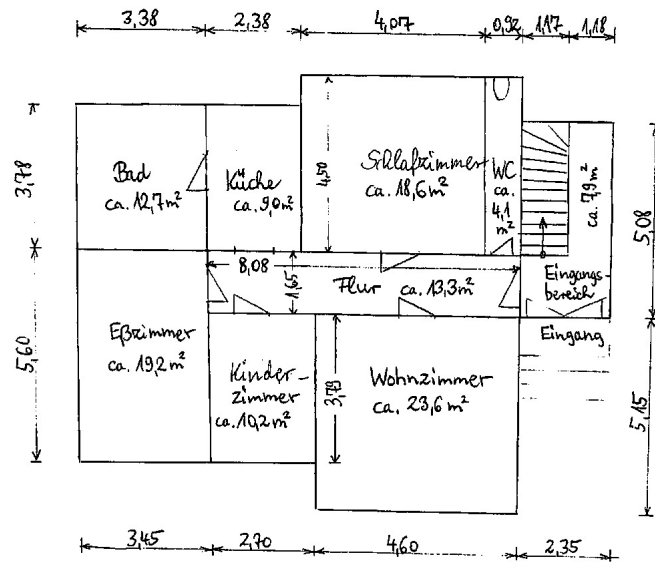 3,38
2,38
4,07
0,92
1,17
1,18
3,78
Bad
ca. 12,7 m²
Küche
ca. 9,0 m²
4,50
Schlafzimmer
ca. 18,6 m²
WC
ca.
4,1
m²
ca. 7,9 m²
5,08
8,08
1,65
Flur ca. 13,3 m²
Eingangs-
bereich
5,60
Eßzimmer
ca. 19,2 m²
Kinder-
zimmer
ca. 10,2 m²
3,79
Wohnzimmer
ca. 23,6 m²
Eingang
5,15
3,45
2,70
4,60
2,35